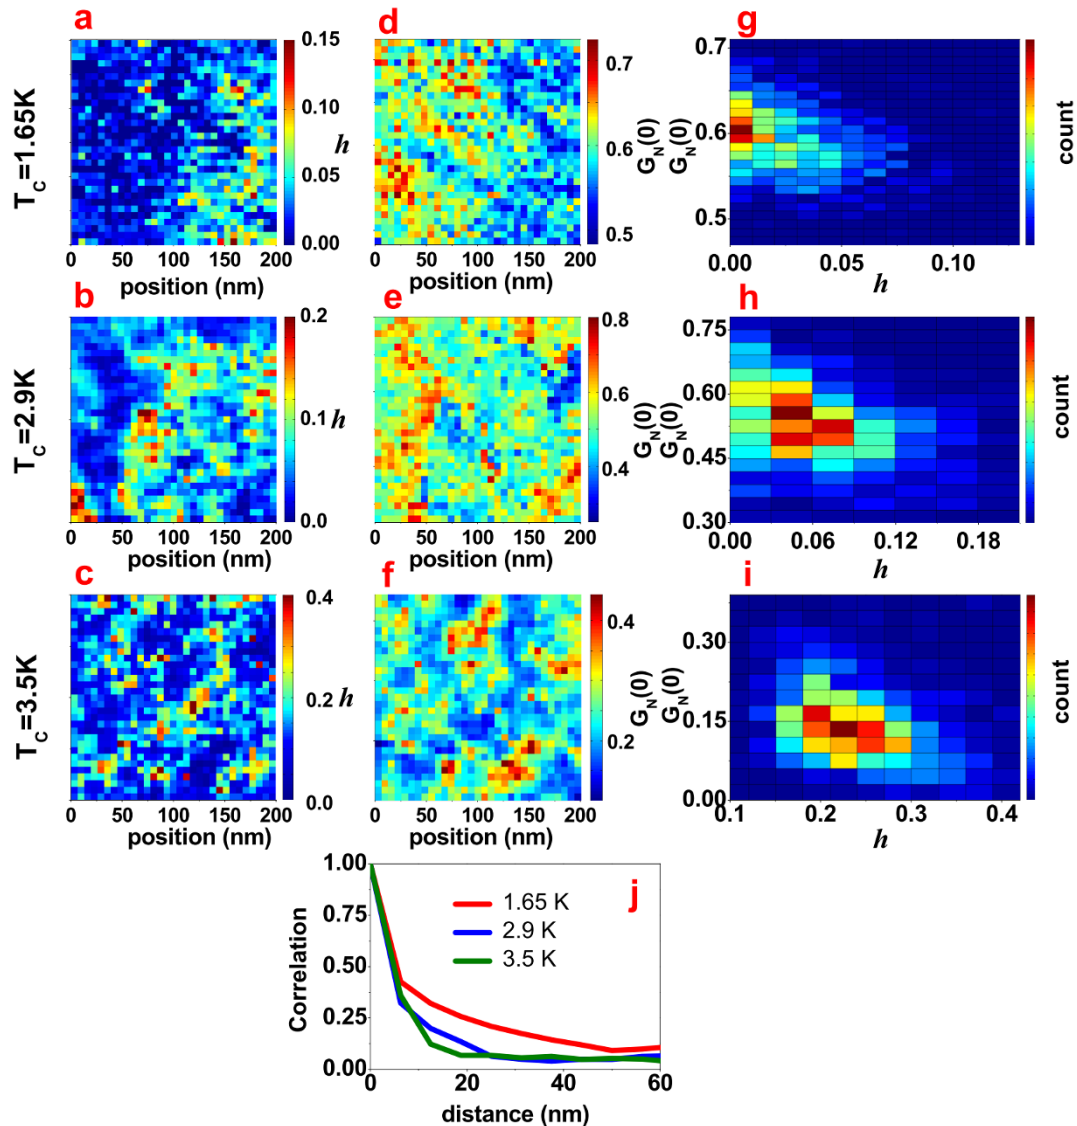 a
d
g
T_C=1.65K
0.15
0.10
h
0.05
0.00
0 50 100 150 200
position (nm)
0.7
0.6
0.5
G_N(0)
0 50 100 150 200
position (nm)
G_N(0)
0.7
0.6
0.5
0.00 0.05 0.10
h
count
b
e
h
T_C=2.9K
0.2
0.1
h
0.0
0 50 100 150 200
position (nm)
0.8
0.6
0.4
G_N(0)
0 50 100 150 200
position (nm)
G_N(0)
0.75
0.60
0.45
0.30
0.00 0.06 0.12 0.18
h
count
c
f
i
T_C=3.5K
0.4
0.2
h
0.0
0 50 100 150 200
position (nm)
0.4
0.2
G_N(0)
0 50 100 150 200
position (nm)
G_N(0)
0.30
0.15
0.00
0.1 0.2 0.3 0.4
h
count
j
Correlation
1.00
0.75
0.50
0.25
0.00
1.65 K
2.9 K
3.5 K
0 20 40 60
distance (nm)